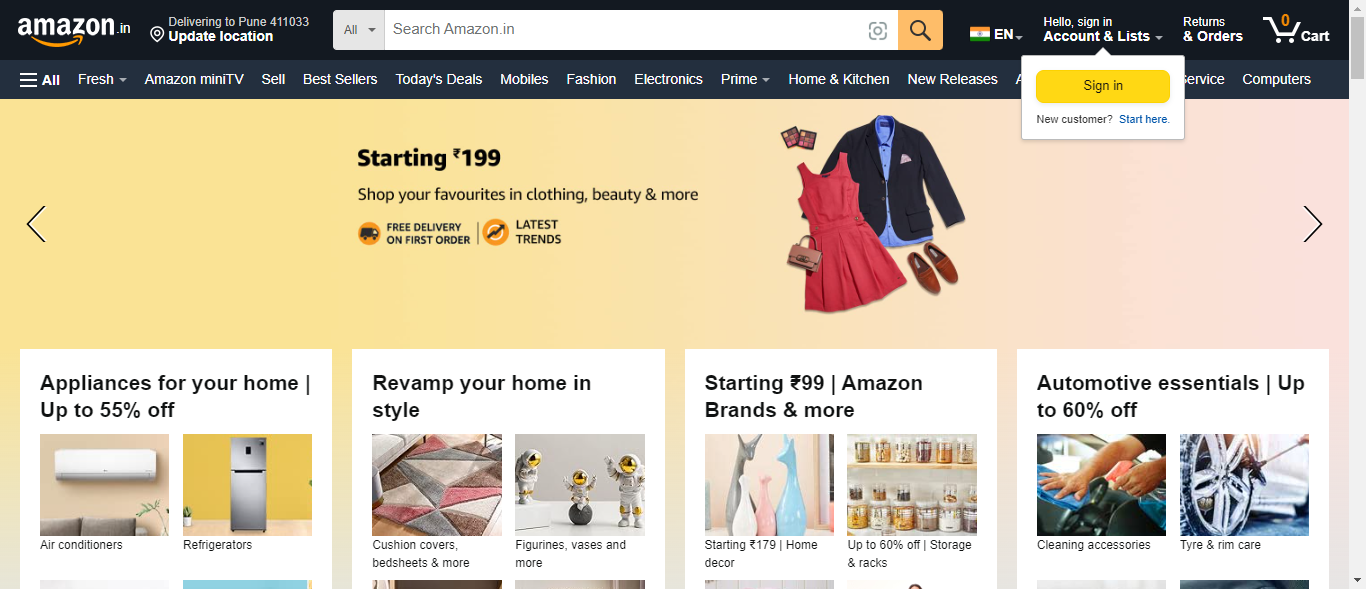 amazon.in
Delivering to Pune 411033
Update location
All
Search Amazon.in
EN
Hello, sign in
Account & Lists
Returns
& Orders
0
Cart
All
Fresh
Amazon miniTV
Sell
Best Sellers
Today's Deals
Mobiles
Fashion
Electronics
Prime
Home & Kitchen
New Releases
Computers
Sign in
New customer? Start here.
Starting ₹199
Shop your favourites in clothing, beauty & more
FREE DELIVERY
ON FIRST ORDER
LATEST
TRENDS
Appliances for your home |
Up to 55% off
Air conditioners
Refrigerators
Revamp your home in
style
Cushion covers,
bedsheets & more
Figurines, vases and
more
Starting ₹99 | Amazon
Brands & more
Starting ₹179 | Home
decor
Up to 60% off | Storage
& racks
Automotive essentials | Up
to 60% off
Cleaning accessories
Tyre & rim care